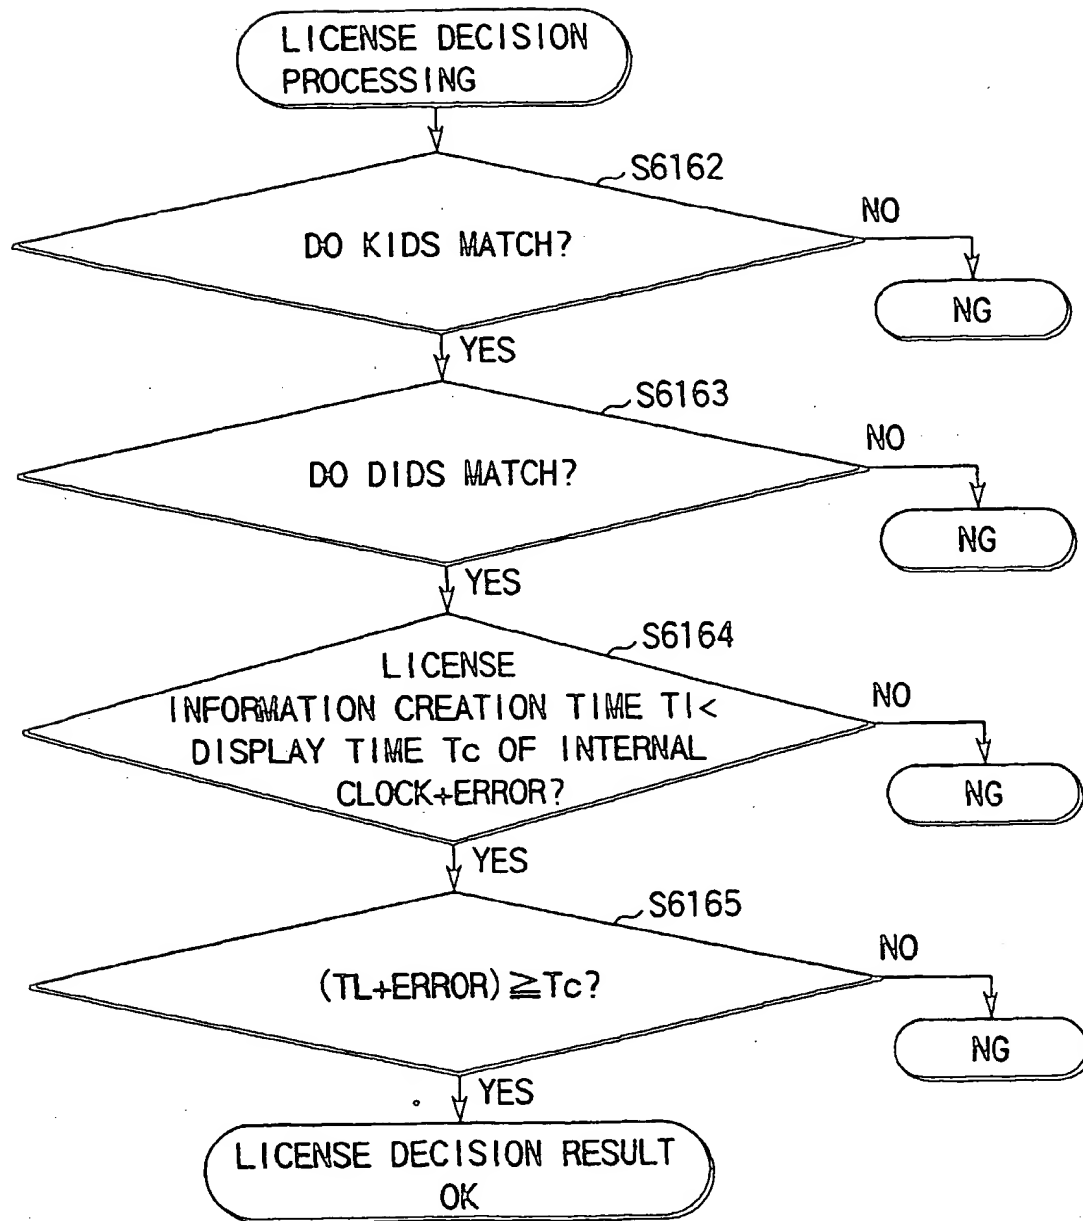 LICENSE DECISION
PROCESSING
S6162
NO
DO KIDS MATCH?
NG
YES
S6163
NO
DO DIDS MATCH?
NG
YES
S6164
LICENSE
NO
INFORMATION CREATION TIME TI<
DISPLAY TIME Tc OF INTERNAL
CLOCK+ERROR?
NG
YES
S6165
NO
(TL+ERROR)≧Tc?
NG
YES
LICENSE DECISION RESULT
OK